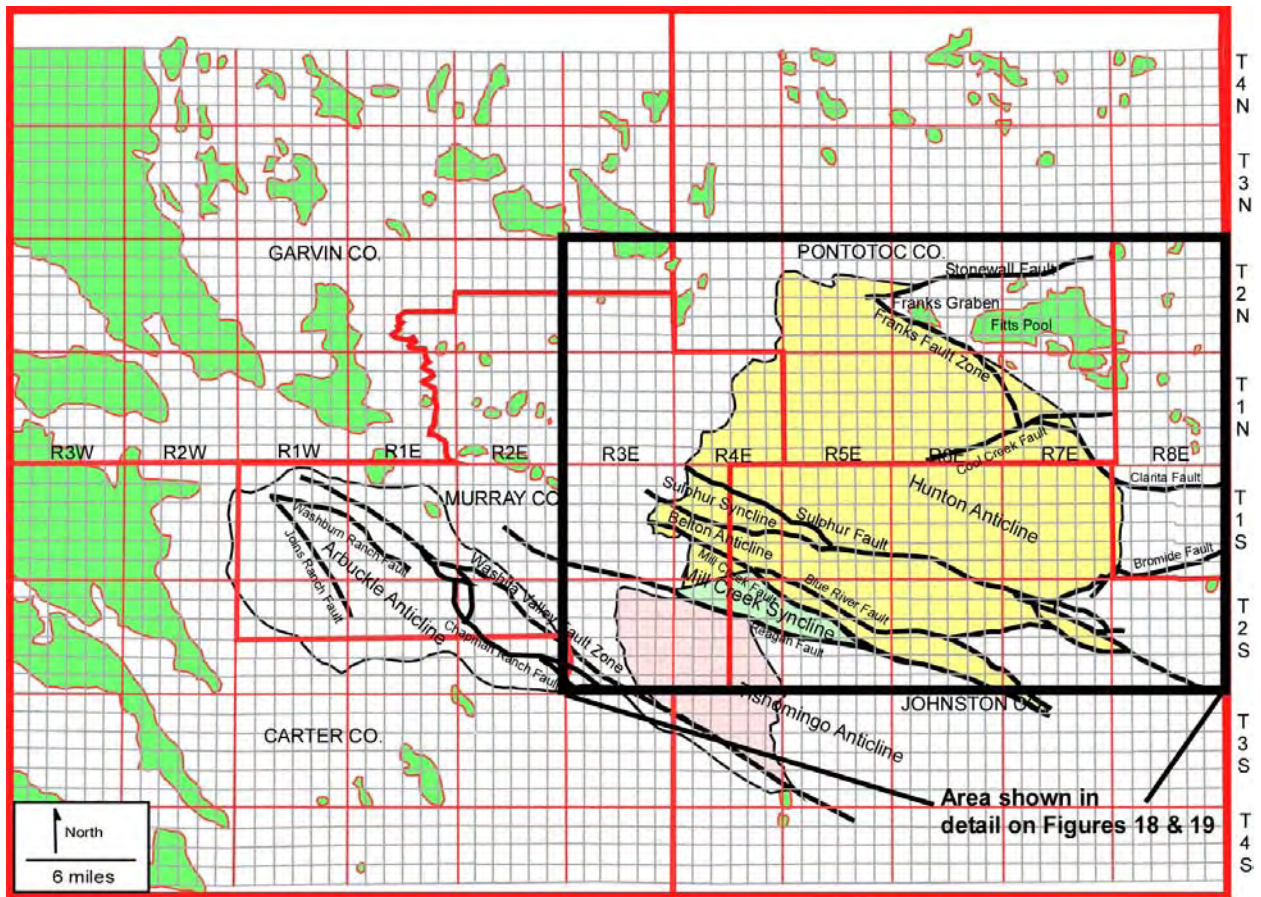 T
4
N
T
3
N
GARVIN CO.
PONTOTOC CO.
Stonewall Fault
T
2
N
Franks Graben
Fitts Pool
Franks Fault Zone
T
1
N
R3W
R2W
R1W
R1E
R2E
R3E
R4E
R5E
R6E
R7E
R8E
Cool Creek Fault
Clarita Fault
MURRAY CO
Sulphur Syncline
Hunton Anticline
T
1
S
Washburn Ranch Fault
Sulphur Fault
Belton Anticline
Joins Ranch Fault
Arbuckle Anticline
Washita Valley Fault Zone
Mill Creek Fault
Blue River Fault
Bromide Fault
Mill Creek Syncline
T
2
S
Chapman Ranch Fault
Reagan Fault
JOHNSTON
Anticline
T
3
S
CARTER CO.
Area shown in
detail on Figures 18 & 19
North
6 miles
T
4
S